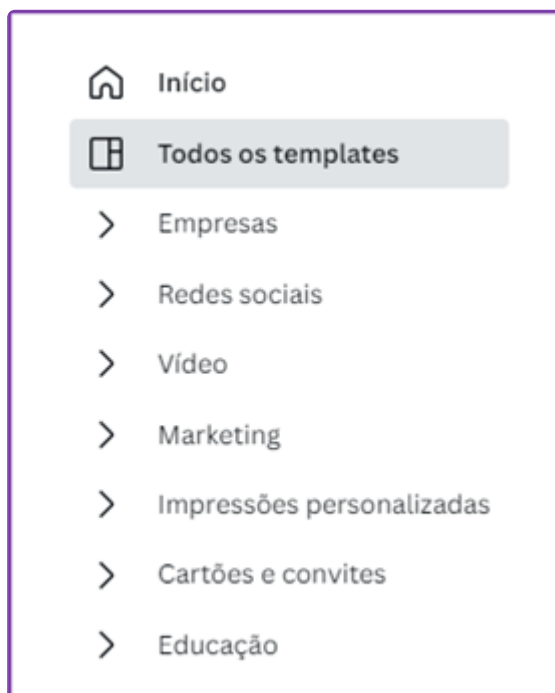 Início
Todos os templates
Empresas
Redes sociais
Vídeo
Marketing
Impressões personalizadas
Cartões e convites
Educação